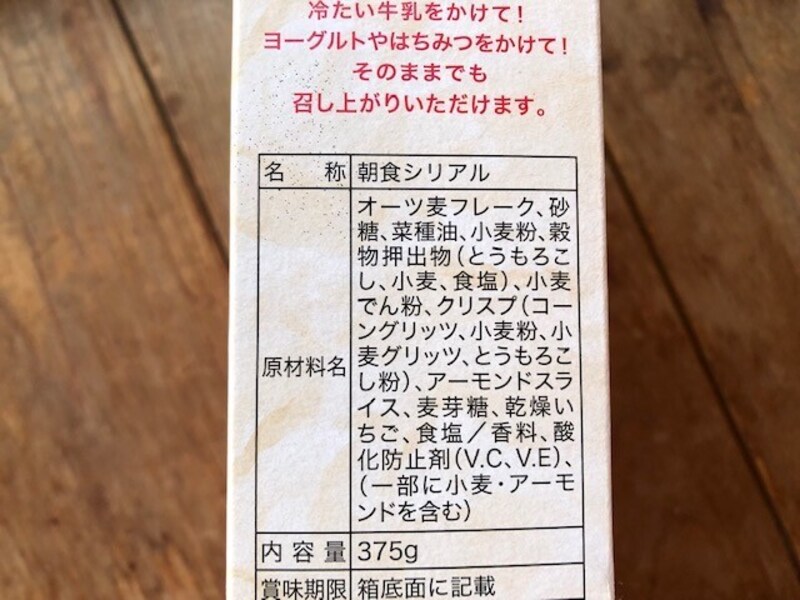 冷たい牛乳をかけて!
ヨーグルトやはちみつをかけて!
そのままでも
召し上がりいただけます。
名称 朝食シリアル
原材料名
オーツ麦フレーク、砂
糖、菜種油、小麦粉、穀
物押出物(とうもろこ
し、小麦、食塩)、小麦
でん粉、クリスプ(コー
ングリッツ、小麦粉、小
麦グリッツ、とうもろこ
し粉)、アーモンドスラ
イス、麦芽糖、乾燥い
ちご、食塩/香料、酸
化防止剤(V.C、V.E)、
(一部に小麦・アーモ
ンドを含む)
内容量 375g
賞味期限 箱底面に記載